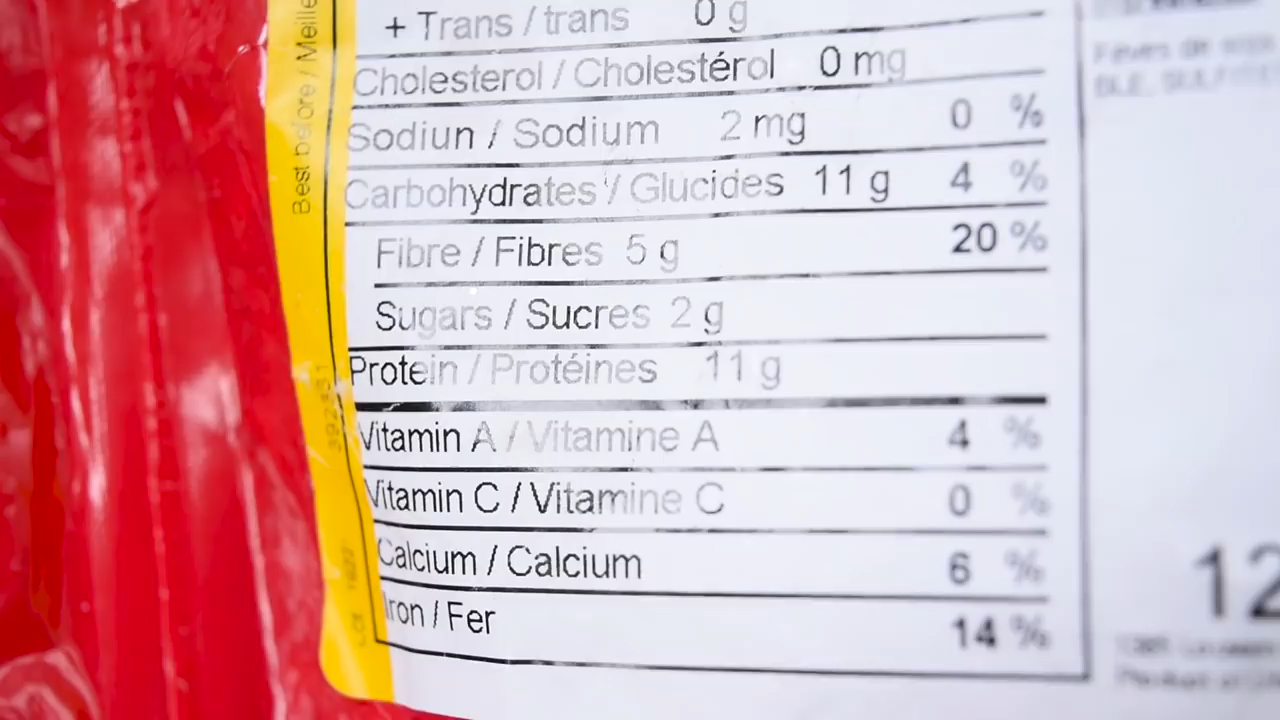 + Trans / trans 0 g
Cholesterol / Cholestérol 0 mg
Sodiun / Sodium 2 mg 0 %
Carbohydrates / Glucides 11 g 4 %
Fibre / Fibres 5 g 20 %
Sugars / Sucres 2 g
Protein / Protéines 11 g
Vitamin A / Vitamine A 4 %
Vitamin C / Vitamine C 0 %
Calcium / Calcium 6 %
Iron / Fer 14 %
Best before / Meille
Fèves de
12